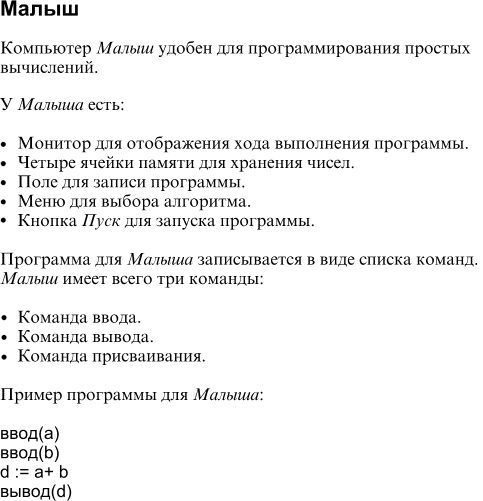 Малыш
Компьютер Малыш удобен для программирования простых
вычислений.
У Малыша есть:
• Монитор для отображения хода выполнения программы.
• Четыре ячейки памяти для хранения чисел.
• Поле для записи программы.
• Меню для выбора алгоритма.
• Кнопка Пуск для запуска программы.
Программа для Малыша записывается в виде списка команд.
Малыш имеет всего три команды:
• Команда ввода.
• Команда вывода.
• Команда присваивания.
Пример программы для Малыша:
ввод(a)
ввод(b)
d := a+ b
вывод(d)